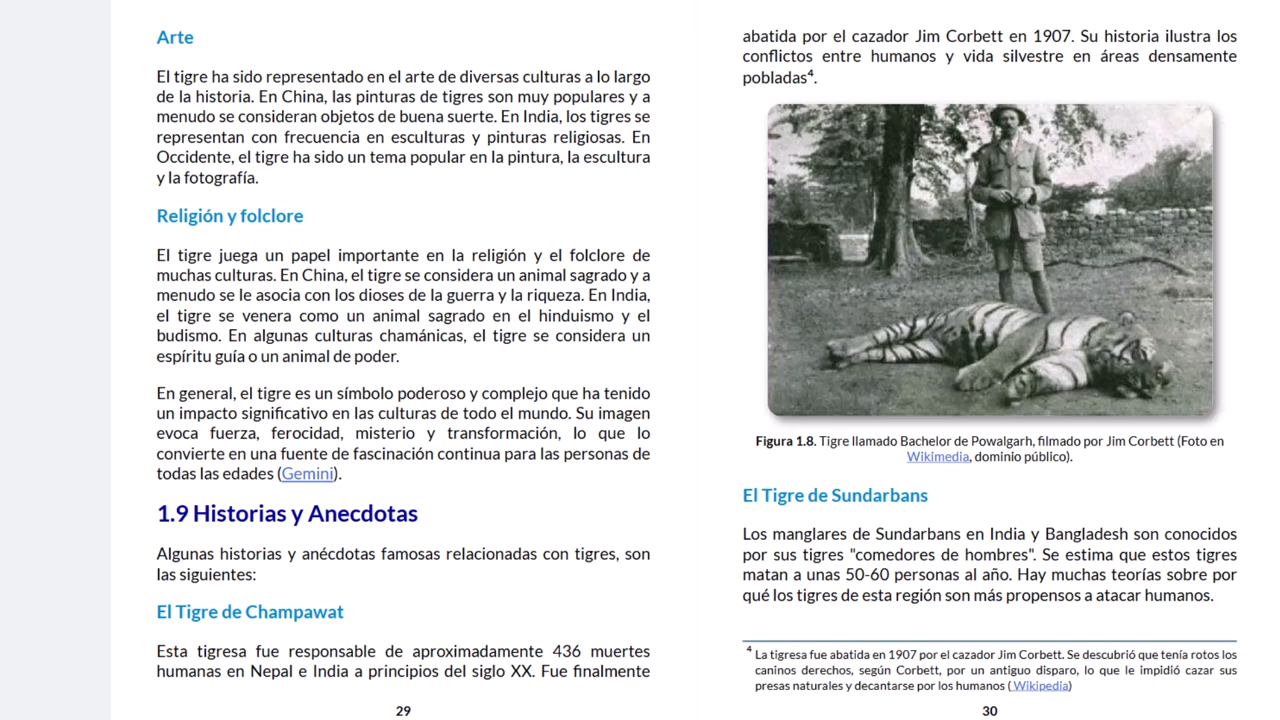 Arte
El tigre ha sido representado en el arte de diversas culturas a lo largo
de la historia. En China, las pinturas de tigres son muy populares y a
menudo se consideran objetos de buena suerte. En India, los tigres se
representan con frecuencia en esculturas y pinturas religiosas. En
Occidente, el tigre ha sido un tema popular en la pintura, la escultura
y la fotografía.
Religión y folclore
El tigre juega un papel importante en la religión y el folclore de
muchas culturas. En China, el tigre se considera un animal sagrado y a
menudo se le asocia con los dioses de la guerra y la riqueza. En India,
el tigre se venera como un animal sagrado en el hinduismo y el
budismo. En algunas culturas chamánicas, el tigre se considera un
espíritu guía o un animal de poder.
En general, el tigre es un símbolo poderoso y complejo que ha tenido
un impacto significativo en las culturas de todo el mundo. Su imagen
evoca fuerza, ferocidad, misterio y transformación, lo que lo
convierte en una fuente de fascinación continua para las personas de
todas las edades (Gemini).
1.9 Historias y Anecdotas
Algunas historias y anécdotas famosas relacionadas con tigres, son
las siguientes:
El Tigre de Champawat
Esta tigresa fue responsable de aproximadamente 436 muertes
humanas en Nepal e India a principios del siglo XX. Fue finalmente
29
abatida por el cazador Jim Corbett en 1907. Su historia ilustra los
conflictos entre humanos y vida silvestre en áreas densamente
pobladas⁴.
Figura 1.8. Tigre llamado Bachelor de Powalgarh, filmado por Jim Corbett (Foto en
Wikimedia, dominio público).
El Tigre de Sundarbans
Los manglares de Sundarbans en India y Bangladesh son conocidos
por sus tigres "comedores de hombres". Se estima que estos tigres
matan a unas 50-60 personas al año. Hay muchas teorías sobre por
qué los tigres de esta región son más propensos a atacar humanos.
⁴ La tigresa fue abatida en 1907 por el cazador Jim Corbett. Se descubrió que tenía rotos los
caninos derechos, según Corbett, por un antiguo disparo, lo que le impidió cazar sus
presas naturales y decantarse por los humanos ( Wikipedia)
30